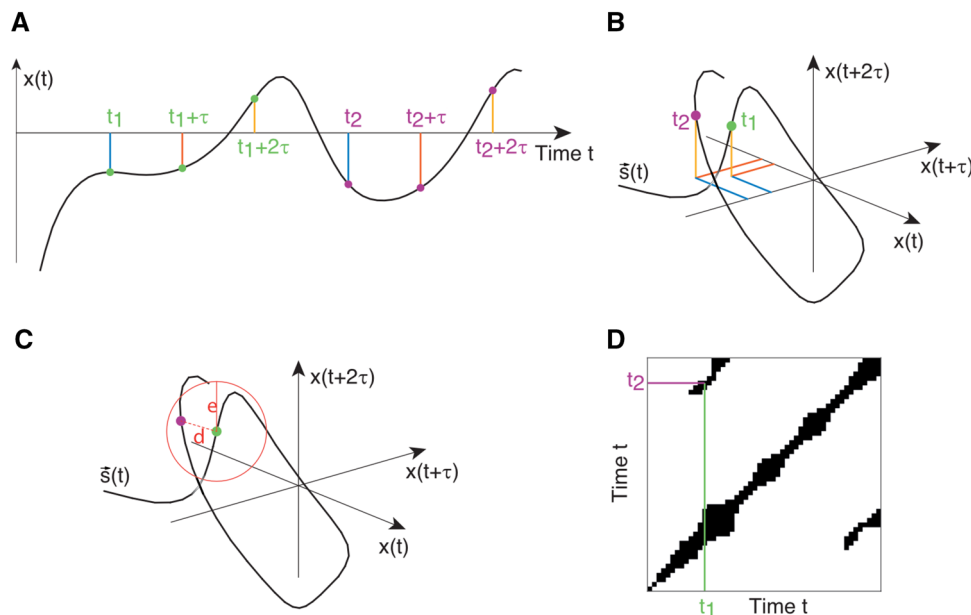 A
x(t)
t1
t1+τ
t1+2τ
t2
t2+τ
t2+2τ
Time t
B
x(t+2τ)
t2
t1
x(t+τ)
s⃗(t)
x(t)
C
x(t+2τ)
e
d
s⃗(t)
x(t+τ)
x(t)
D
t2
Time t
t1
Time t